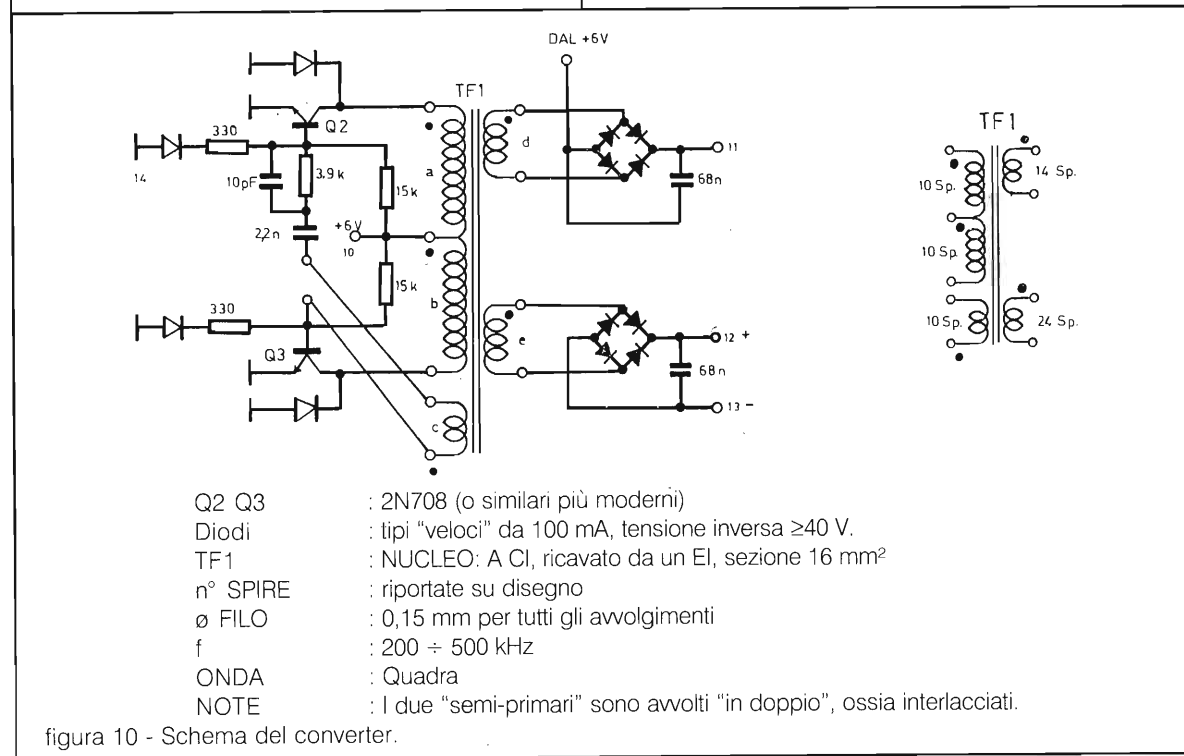 DAL +6V
TF1
Q2
330
14
10pF
3.9 k
15k
a
d
11
68n
+6V
10
2,2n
15k
b
330
Q3
e
12 +
68n
13 -
c
TF1
10 Sp.
14 Sp.
10 Sp.
10 Sp.
24 Sp.
Q2 Q3 : 2N708 (o similari più moderni)
Diodi : tipi “veloci” da 100 mA, tensione inversa ≥40 V.
TF1 : NUCLEO: A CI, ricavato da un EI, sezione 16 mm²
n° SPIRE : riportate su disegno
ø FILO : 0,15 mm per tutti gli avvolgimenti
f : 200 ÷ 500 kHz
ONDA : Quadra
NOTE : I due “semi-primari” sono avvolti “in doppio”, ossia interlacciati.
figura 10 - Schema del converter.